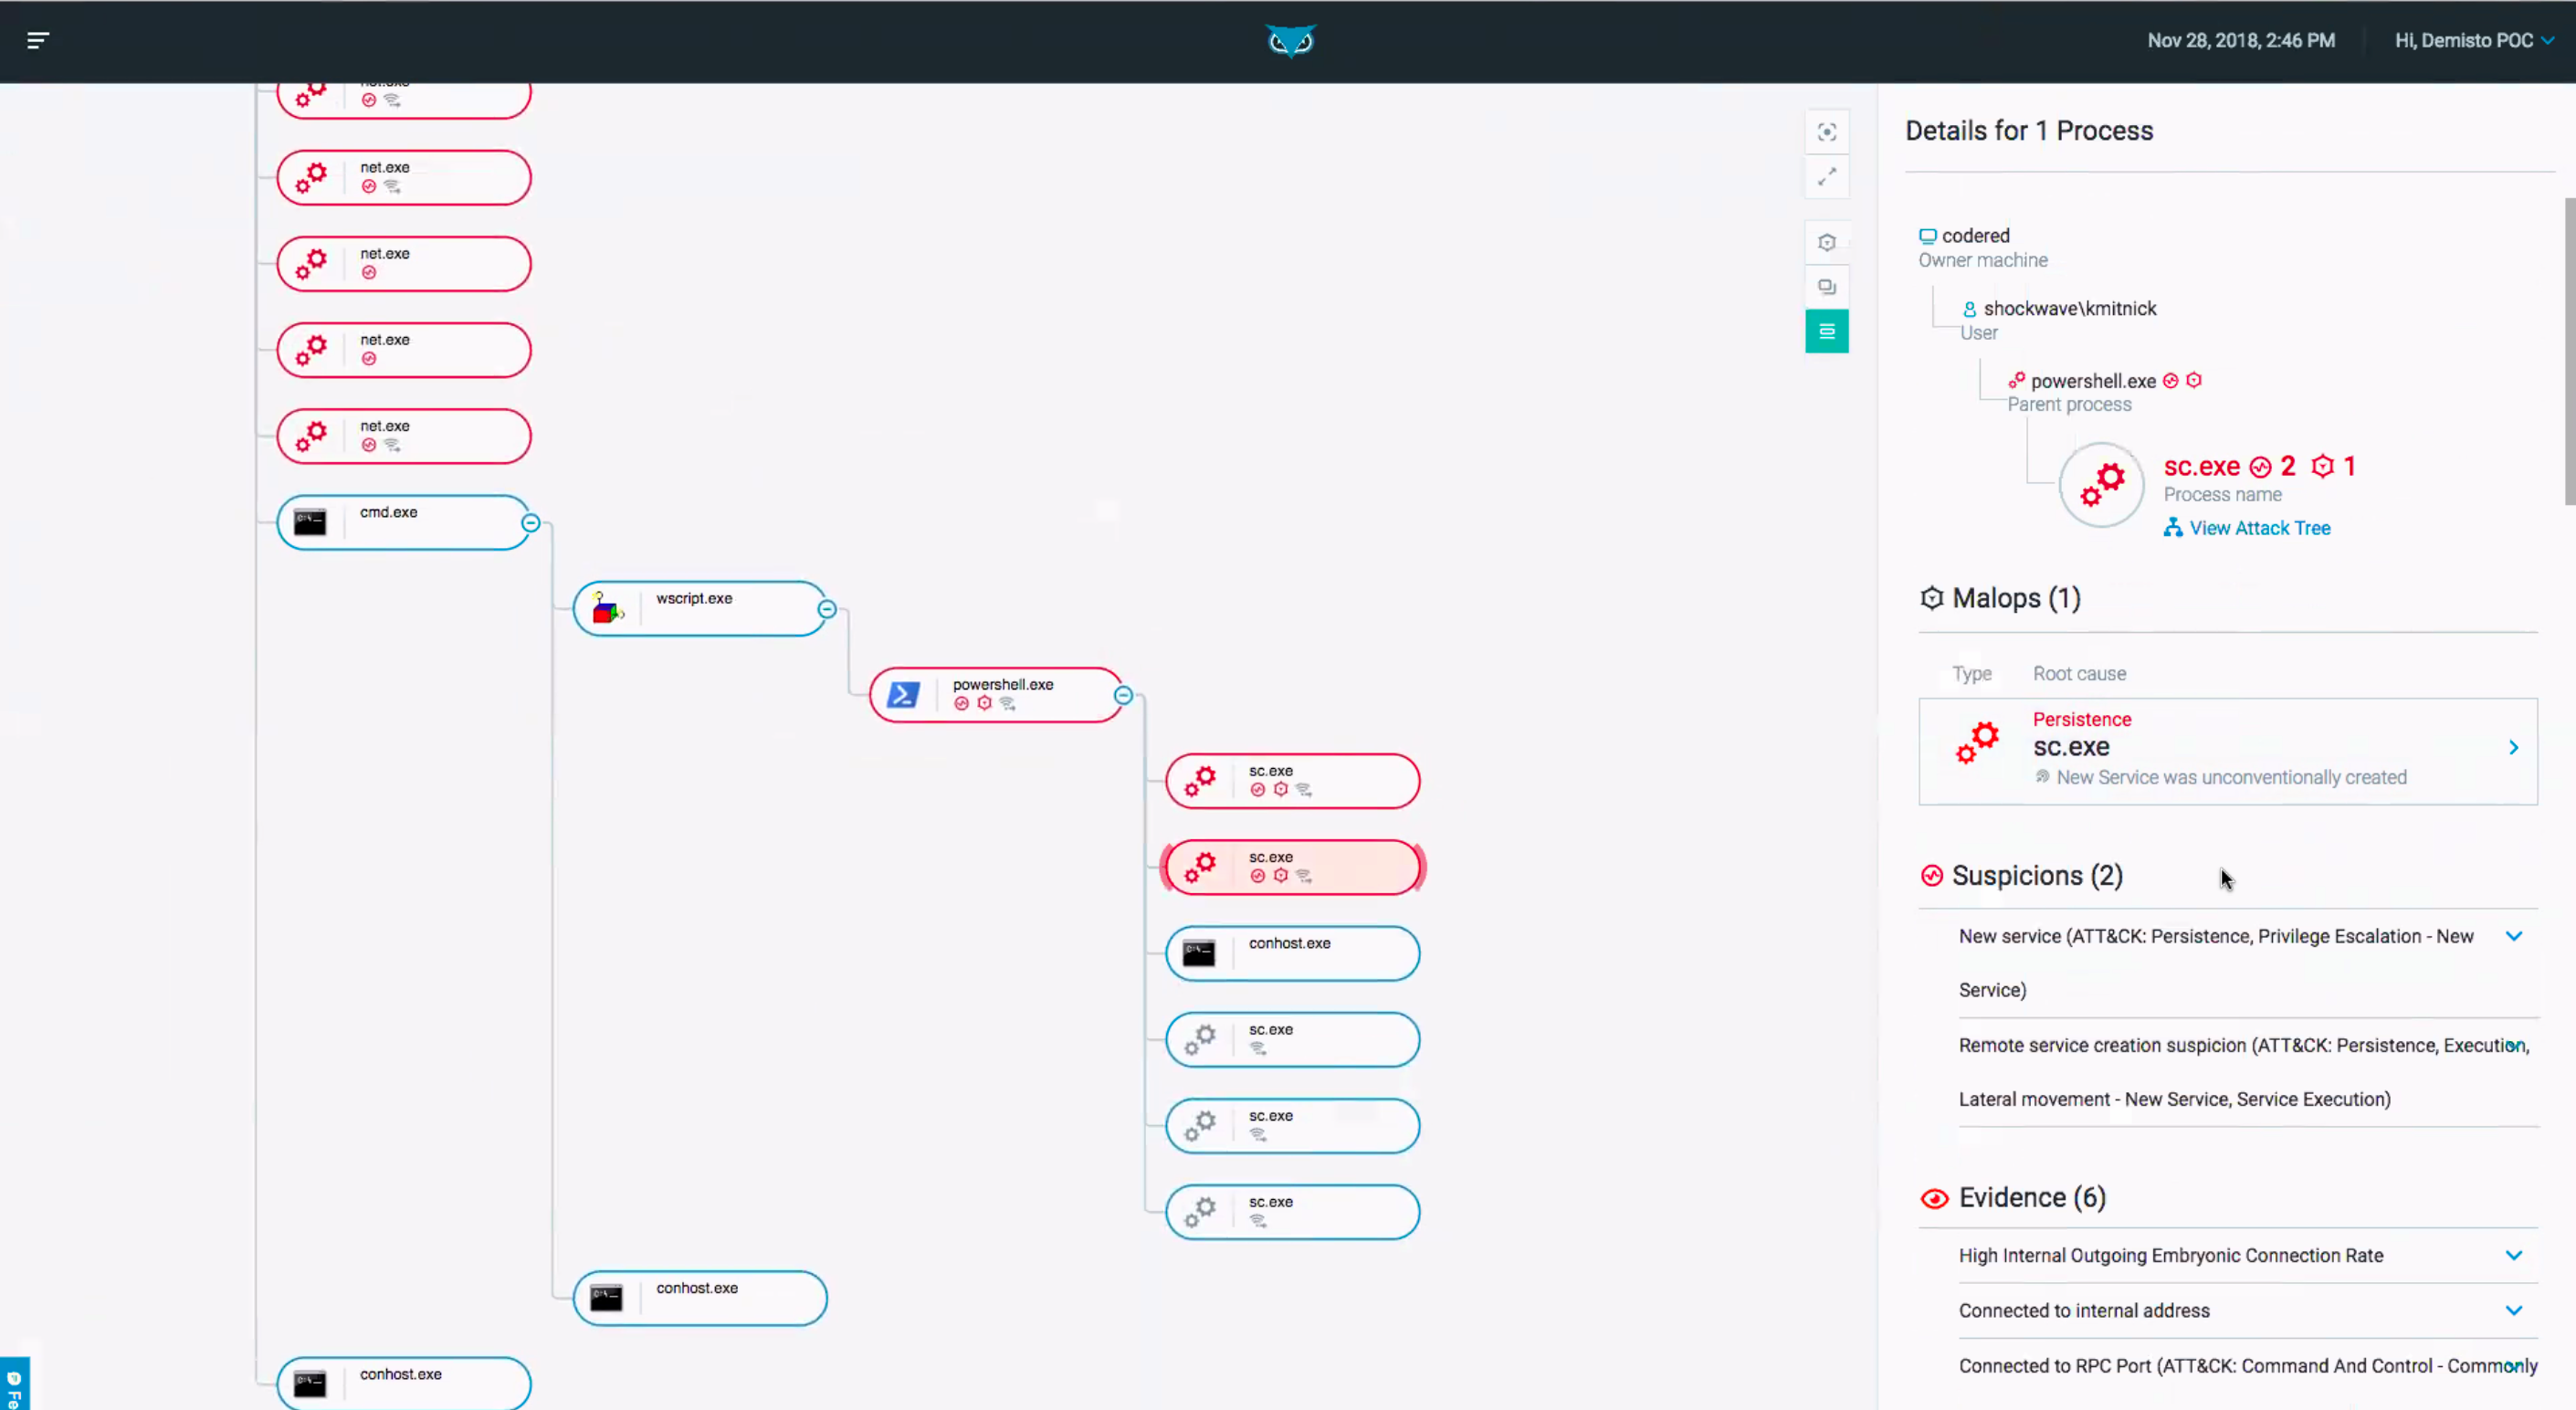 Nov 28, 2018, 2:46 PM
Hi, Demisto POC
net.exe
net.exe
net.exe
net.exe
net.exe
cmd.exe
wscript.exe
powershell.exe
sc.exe
sc.exe
conhost.exe
sc.exe
sc.exe
sc.exe
conhost.exe
conhost.exe
Details for 1 Process
codered
Owner machine
shockwave\kmitnick
User
powershell.exe
Parent process
sc.exe 2 1
Process name
View Attack Tree
Malops (1)
Type Root cause
Persistence
sc.exe
New Service was unconventionally created
Suspicions (2)
New service (ATT&CK: Persistence, Privilege Escalation - New
Service)
Remote service creation suspicion (ATT&CK: Persistence, Execution,
Lateral movement - New Service, Service Execution)
Evidence (6)
High Internal Outgoing Embryonic Connection Rate
Connected to internal address
Connected to RPC Port (ATT&CK: Command And Control - Commonly
Fe